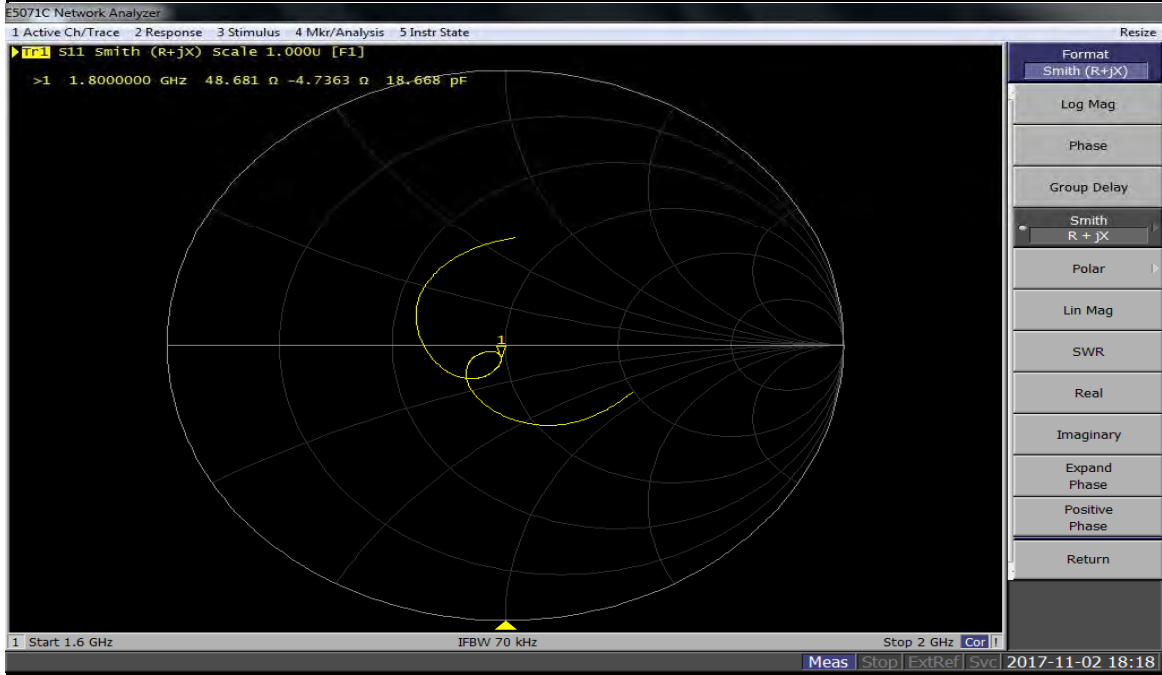 E5071C Network Analyzer
1 Active Ch/Trace 2 Response 3 Stimulus 4 Mkr/Analysis 5 Instr State Resize
Tr1 S11 Smith (R+jX) Scale 1.000U [F1]
>1 1.8000000 GHz 48.681 Ω -4.7363 Ω 18.668 pF
1
Format
Smith (R+jX)
Log Mag
Phase
Group Delay
Smith
R + jX
Polar
Lin Mag
SWR
Real
Imaginary
Expand
Phase
Positive
Phase
Return
1 Start 1.6 GHz IFBW 70 kHz Stop 2 GHz Cor !
Meas Stop ExtRef Svc 2017-11-02 18:18